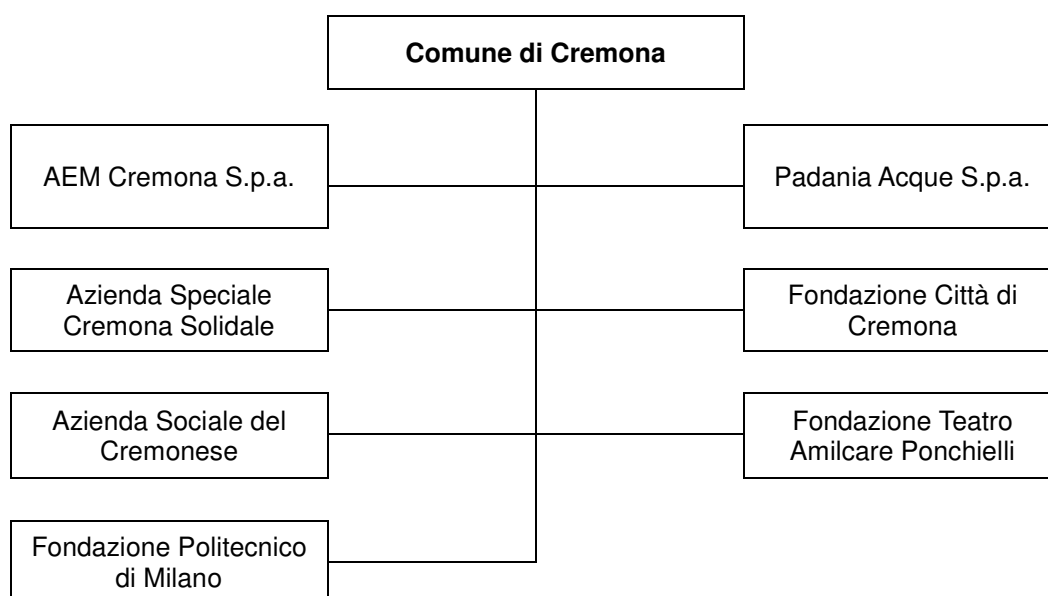 Comune di Cremona
AEM Cremona S.p.a.
Padania Acque S.p.a.
Azienda Speciale
Cremona Solidale
Fondazione Città di
Cremona
Azienda Sociale del
Cremonese
Fondazione Teatro
Amilcare Ponchielli
Fondazione Politecnico
di Milano